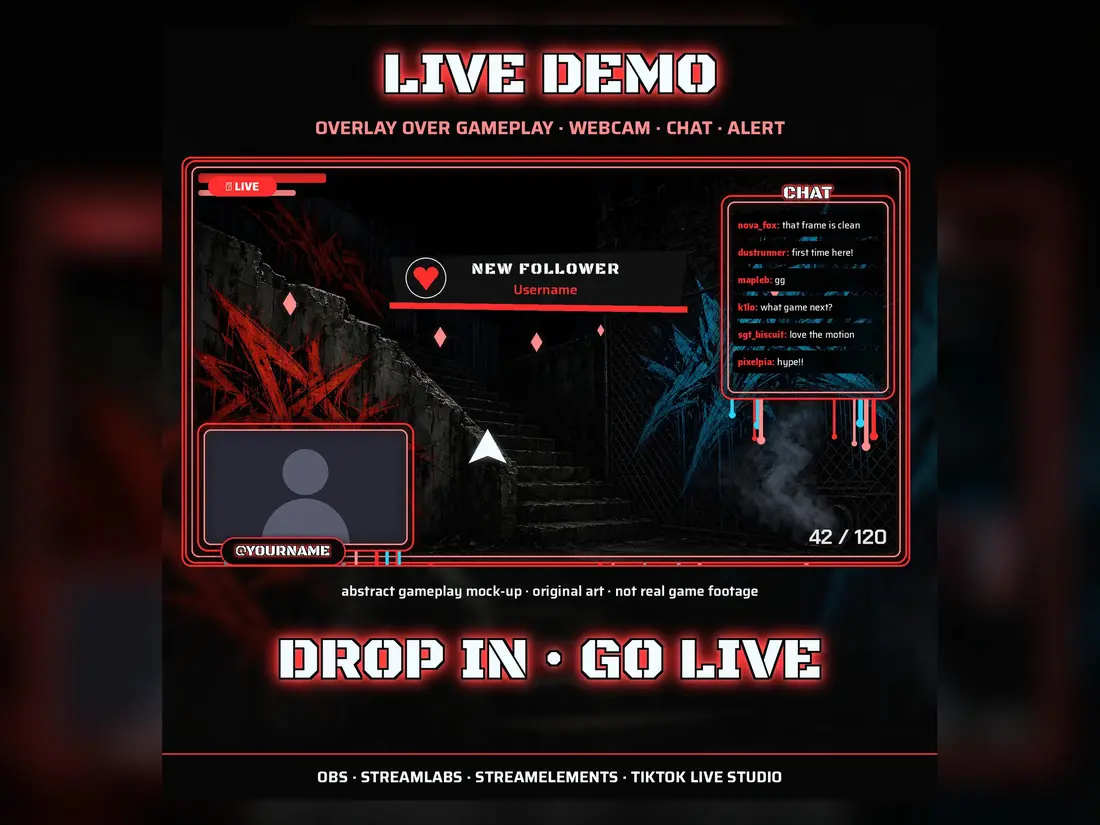 LIVE DEMO
OVERLAY OVER GAMEPLAY · WEBCAM · CHAT · ALERT
LIVE
CHAT
nova_fox: that frame is clean
dustrunner: first time here!
mapleb: gg
k1lo: what game next?
sgt_biscuit: love the motion
pixelpia: hype!!
NEW FOLLOWER
Username
@YOURNAME
42 / 120
abstract gameplay mock-up · original art · not real game footage
DROP IN · GO LIVE
OBS · STREAMLABS · STREAMELEMENTS · TIKTOK LIVE STUDIO